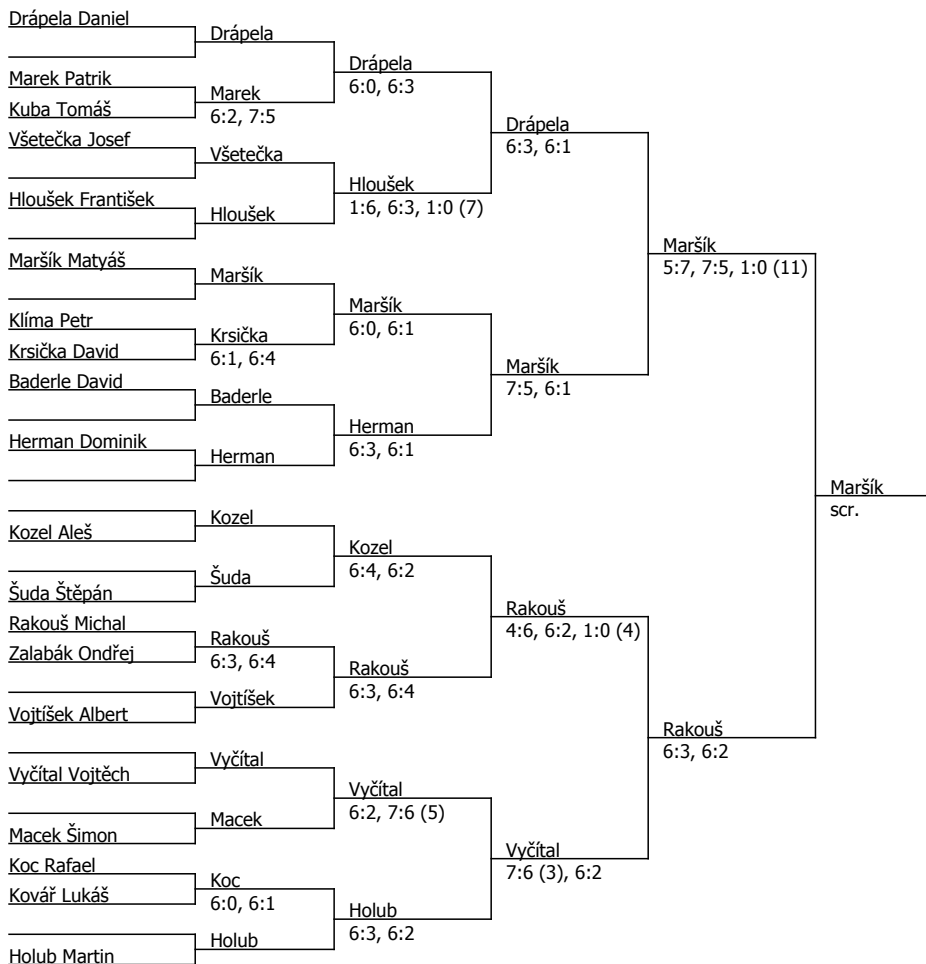 Drápela Daniel
Marek Patrik
Kuba Tomáš
Všetečka Josef
Hloušek František
Maršík Matyáš
Klíma Petr
Krsička David
Baderle David
Herman Dominik
Kozel Aleš
Šuda Štěpán
Rakouš Michal
Zalabák Ondřej
Vojtíšek Albert
Vyčítal Vojtěch
Macek Šimon
Koc Rafael
Kovář Lukáš
Holub Martin
Drápela
Marek
6:2, 7:5
Všetečka
Hloušek
Maršík
Krsička
6:1, 6:4
Baderle
Herman
Kozel
Šuda
Rakouš
6:3, 6:4
Vojtíšek
Vyčítal
Macek
Koc
6:0, 6:1
Holub
Drápela
6:0, 6:3
Hloušek
1:6, 6:3, 1:0 (7)
Maršík
6:0, 6:1
Herman
6:3, 6:1
Kozel
6:4, 6:2
Rakouš
6:3, 6:4
Vyčítal
6:2, 7:6 (5)
Holub
6:3, 6:2
Drápela
6:3, 6:1
Maršík
7:5, 6:1
Rakouš
4:6, 6:2, 1:0 (4)
Vyčítal
7:6 (3), 6:2
Maršík
5:7, 7:5, 1:0 (11)
Rakouš
6:3, 6:2
Maršík
scr.